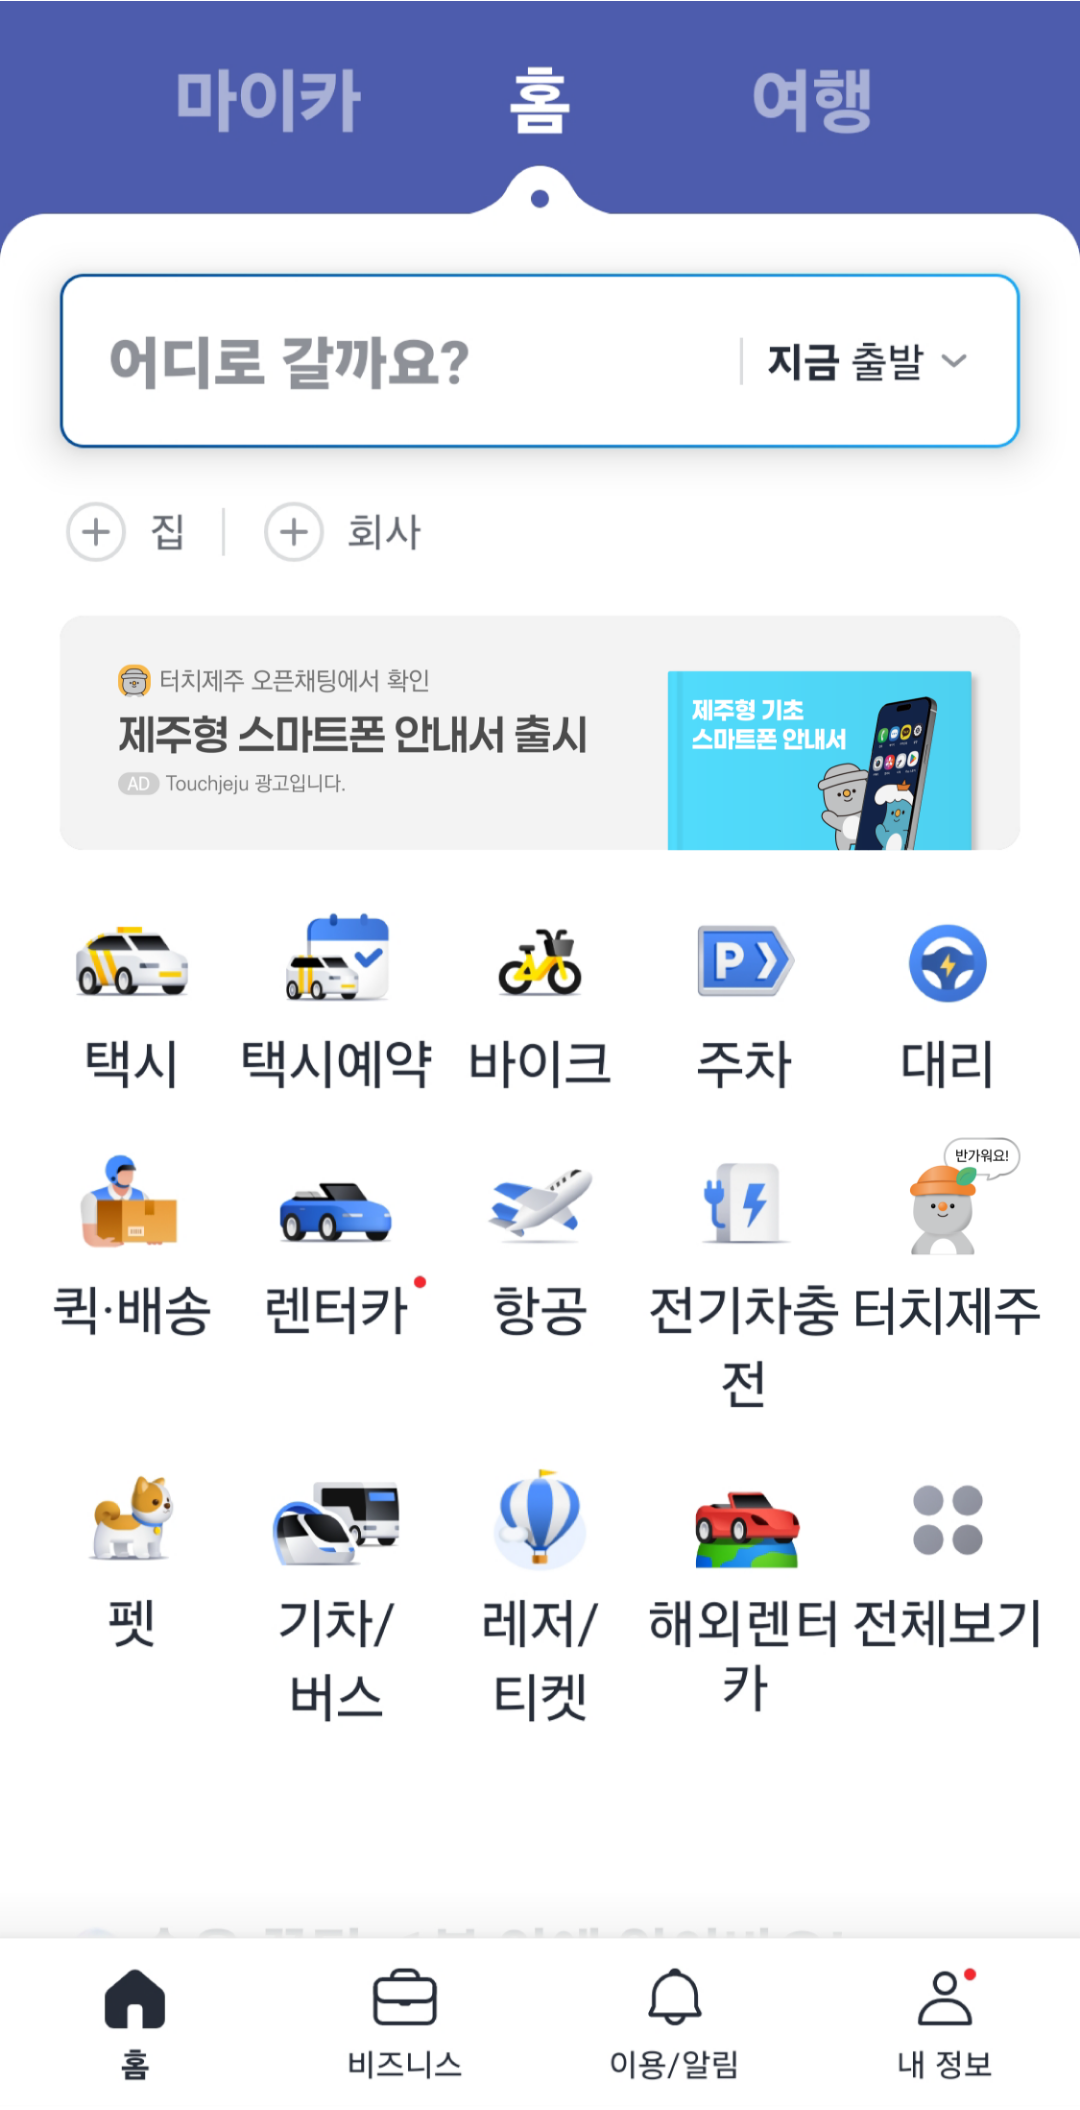 마이카 홈 여행
어디로 갈까요? 지금 출발
집 회사
터치제주 오픈채팅에서 확인
제주형 스마트폰 안내서 출시
AD Touchjeju 광고입니다.
제주형 기초
스마트폰 안내서
P
택시 택시예약 바이크 주차 대리
반가워요!
퀵·배송 렌터카 항공 전기차충전 터치제주
펫 기차/버스 레저/티켓 해외렌터카 전체보기
홈 비즈니스 이용/알림 내 정보